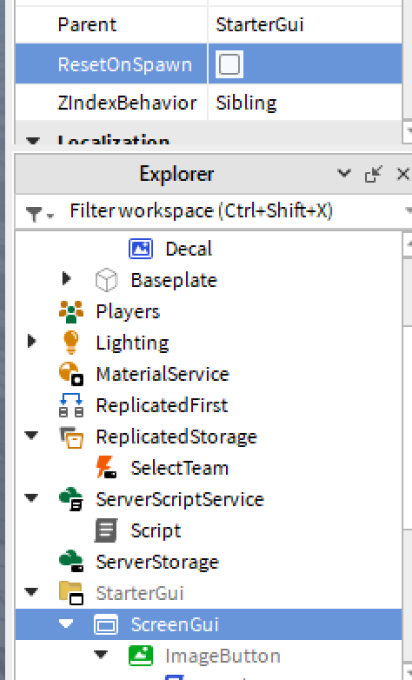 Parent StarterGui
ResetOnSpawn
ZIndexBehavior Sibling
Localization
Explorer
Filter workspace (Ctrl+Shift+X)
Decal
Baseplate
Players
Lighting
MaterialService
ReplicatedFirst
ReplicatedStorage
SelectTeam
ServerScriptService
Script
ServerStorage
StarterGui
ScreenGui
ImageButton